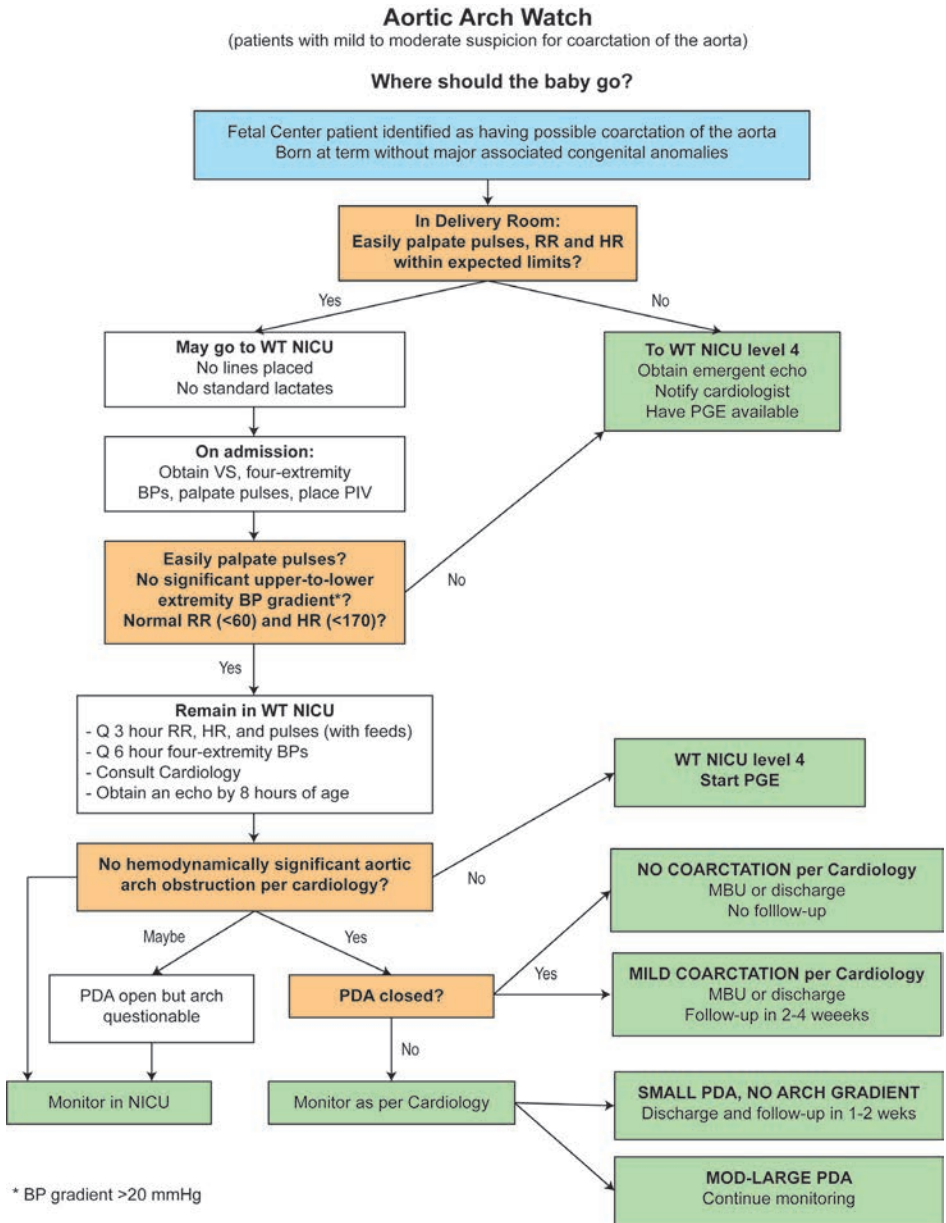 Aortic Arch Watch
(patients with mild to moderate suspicion for coarctation of the aorta)
Where should the baby go?
Fetal Center patient identified as having possible coarctation of the aorta
Born at term without major associated congenital anomalies
In Delivery Room:
Easily palpate pulses, RR and HR
within expected limits?
Yes
No
May go to WT NICU
No lines placed
No standard lactates
To WT NICU level 4
Obtain emergent echo
Notify cardiologist
Have PGE available
On admission:
Obtain VS, four-extremity
BPs, palpate pulses, place PIV
Easily palpate pulses?
No significant upper-to-lower
extremity BP gradient*?
Normal RR (<60) and HR (<170)?
No
Yes
Remain in WT NICU
- Q 3 hour RR, HR, and pulses (with feeds)
- Q 6 hour four-extremity BPs
- Consult Cardiology
- Obtain an echo by 8 hours of age
WT NICU level 4
Start PGE
No hemodynamically significant aortic
arch obstruction per cardiology?
No
NO COARCTATION per Cardiology
MBU or discharge
No folllow-up
Maybe
Yes
PDA open but arch
questionable
PDA closed?
Yes
MILD COARCTATION per Cardiology
MBU or discharge
Follow-up in 2-4 weeeks
No
Monitor in NICU
Monitor as per Cardiology
SMALL PDA, NO ARCH GRADIENT
Discharge and follow-up in 1-2 weks
MOD-LARGE PDA
Continue monitoring
* BP gradient >20 mmHg